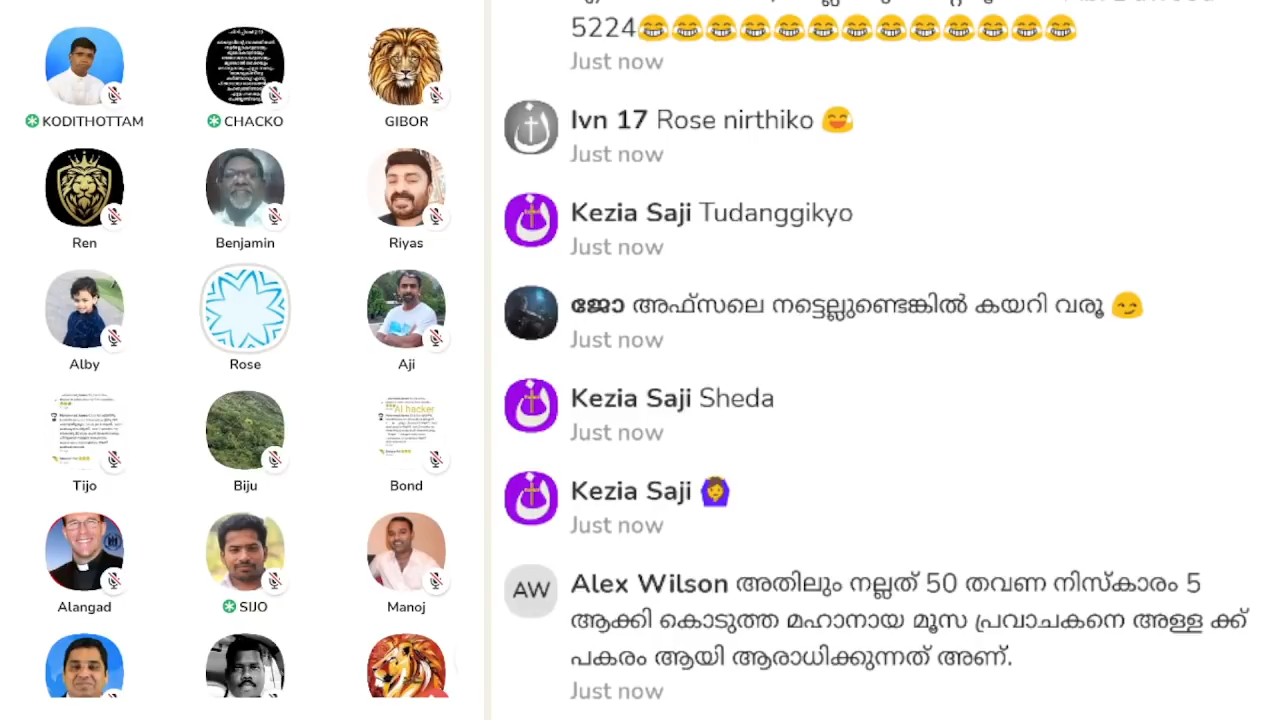 KODITHOTTAM
CHACKO
GIBOR
Ren
Benjamin
Riyas
Alby
Rose
Aji
AI hacker
Tijo
Biju
Bond
Alangad
SIJO
Manoj
5224😂😂😂😂😂😂😂😂😂😂😂😂😂
Just now
Ivn 17 Rose nirthiko 😅
Just now
Kezia Saji Tudanggikyo
Just now
ജോ അഫ്സലെ നട്ടെല്ലുണ്ടെങ്കിൽ കയറി വരൂ 😏
Just now
Kezia Saji Sheda
Just now
Kezia Saji 🙆‍♀️
Just now
AW
Alex Wilson അതിലും നല്ലത് 50 തവണ നിസ്കാരം 5
ആക്കി കൊടുത്ത മഹാനായ മൂസ പ്രവാചകനെ അള്ള ക്ക്
പകരം ആയി ആരാധിക്കുന്നത് അണ്.
Just now